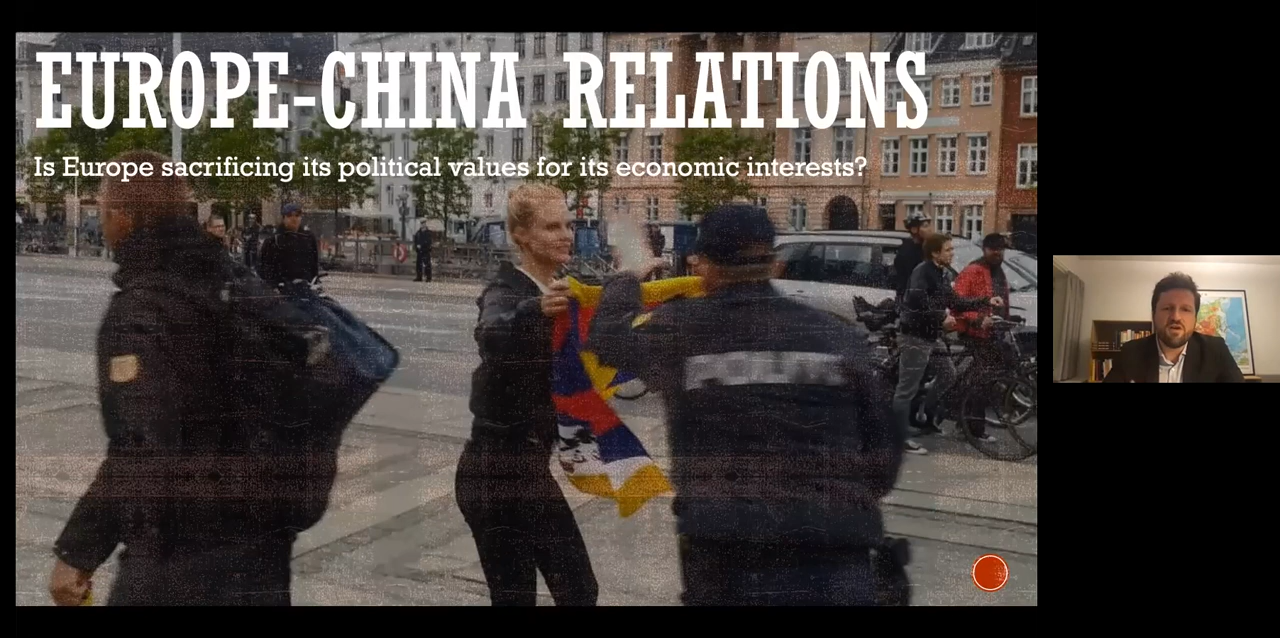 EUROPE-CHINA RELATIONS
Is Europe sacrificing its political values for its economic interests?